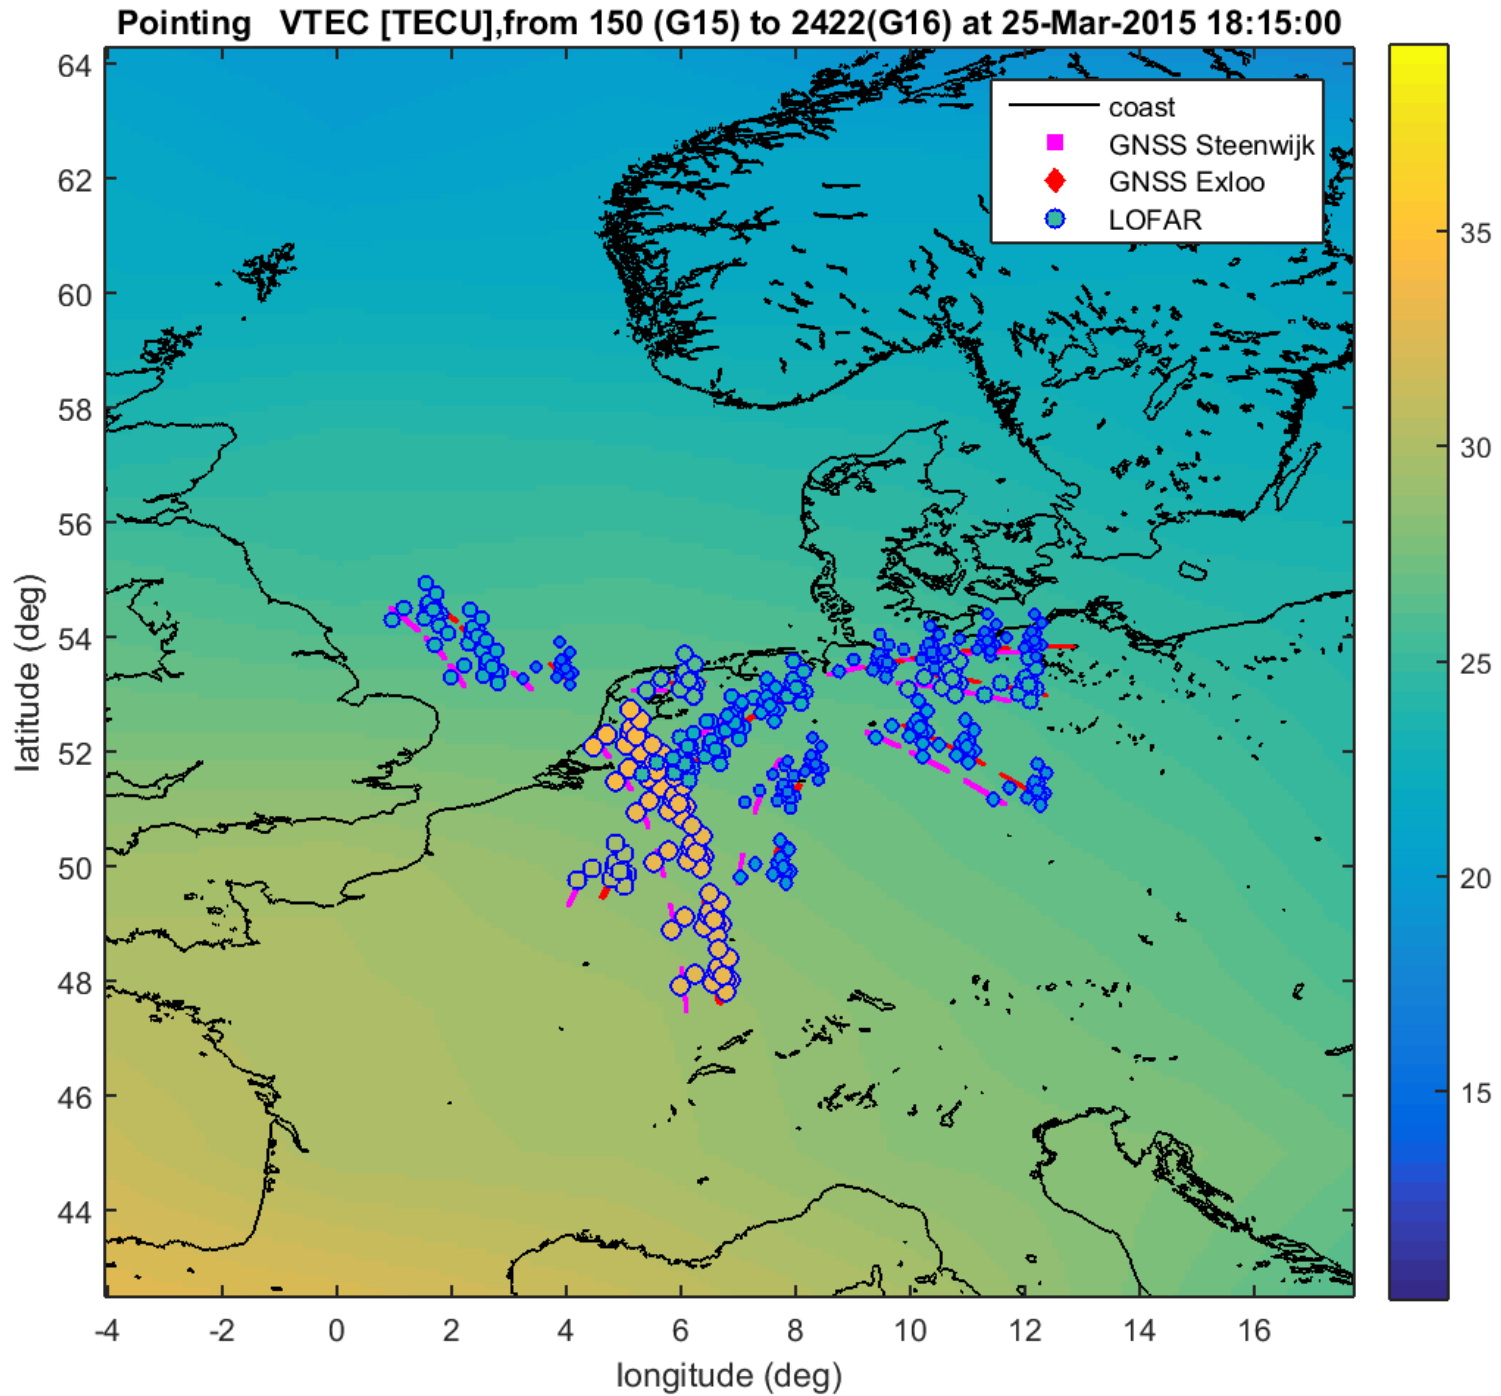 Pointing   VTEC [TECU],from 150 (G15) to 2422(G16) at 25-Mar-2015 18:15:00
coast
GNSS Steenwijk
GNSS Exloo
LOFAR
latitude (deg)
64
62
60
58
56
54
52
50
48
46
44
-4 -2 0 2 4 6 8 10 12 14 16
longitude (deg)
35
30
25
20
15